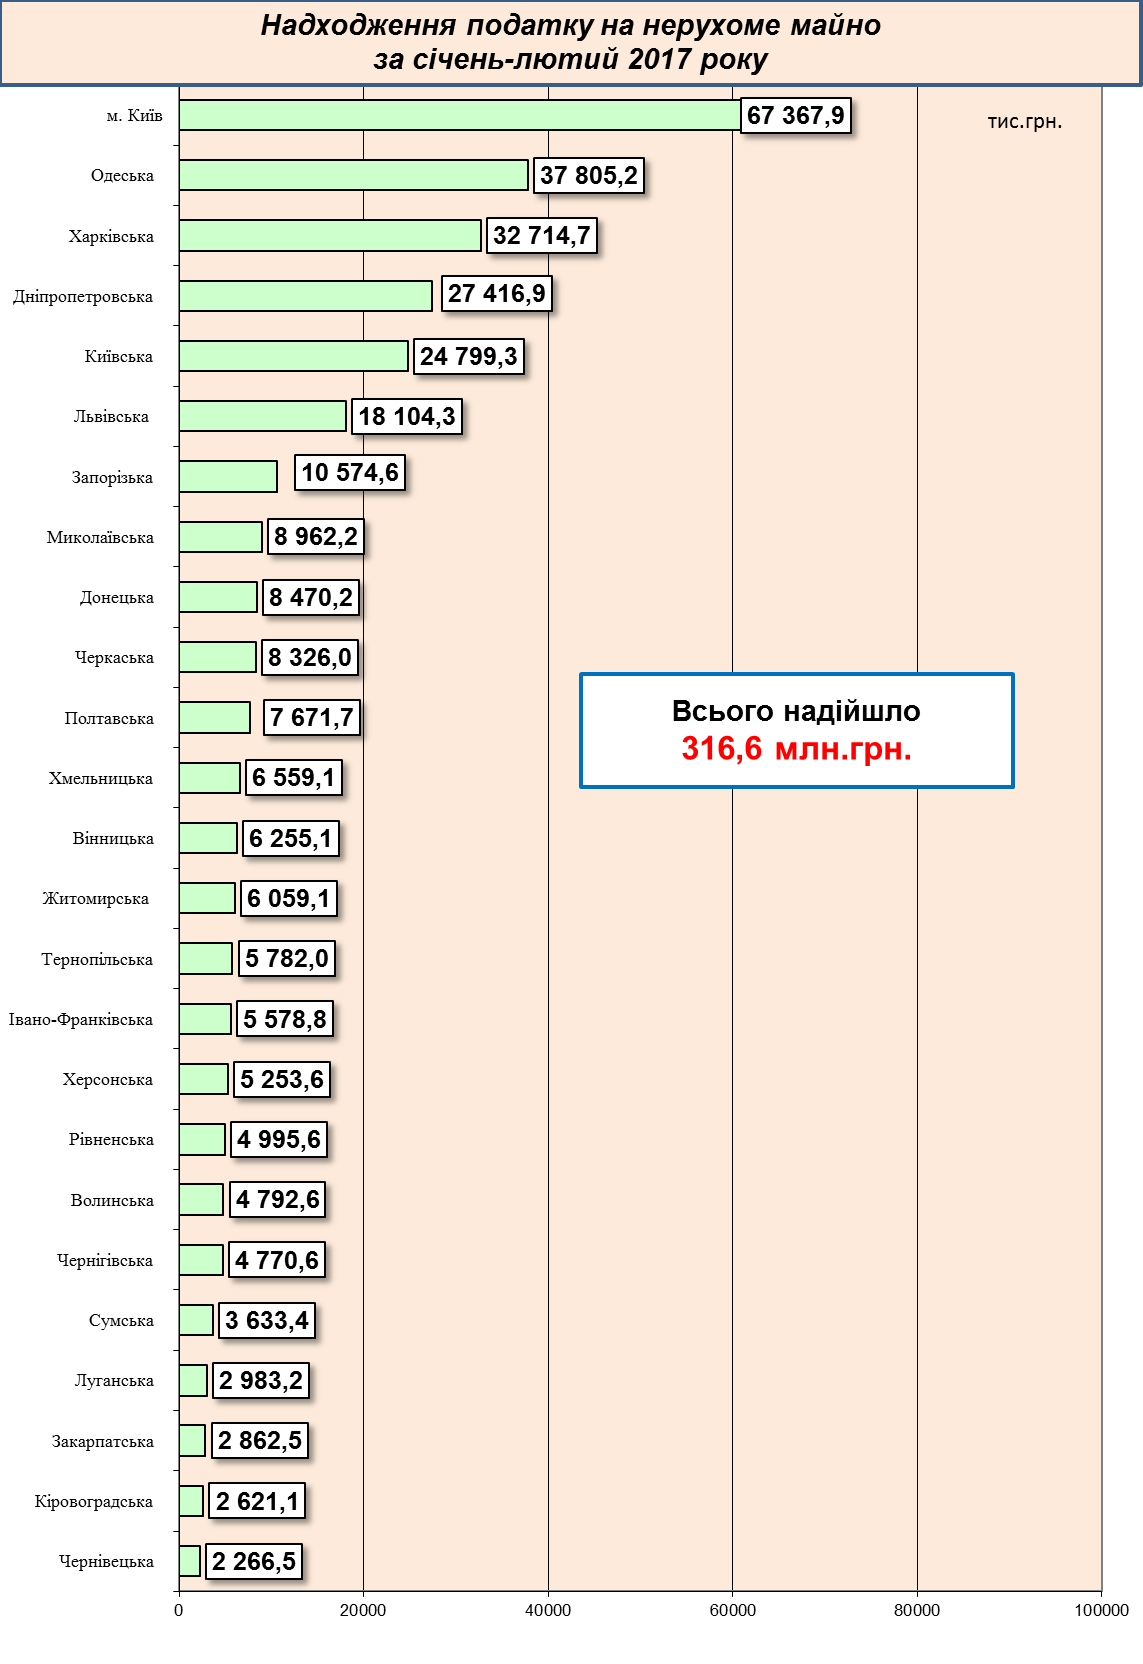 Надходження податку на нерухоме майно
за січень-лютий 2017 року
тис.грн.
м. Київ 67 367,9
Одеська 37 805,2
Харківська 32 714,7
Дніпропетровська 27 416,9
Київська 24 799,3
Львівська 18 104,3
Запорізька 10 574,6
Миколаївська 8 962,2
Донецька 8 470,2
Черкаська 8 326,0
Полтавська 7 671,7
Всього надійшло
316,6 млн.грн.
Хмельницька 6 559,1
Вінницька 6 255,1
Житомирська 6 059,1
Тернопільська 5 782,0
Івано-Франківська 5 578,8
Херсонська 5 253,6
Рівненська 4 995,6
Волинська 4 792,6
Чернігівська 4 770,6
Сумська 3 633,4
Луганська 2 983,2
Закарпатська 2 862,5
Кіровоградська 2 621,1
Чернівецька 2 266,5
0 20000 40000 60000 80000 100000